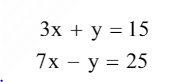 3x + y = 15
7x − y = 25